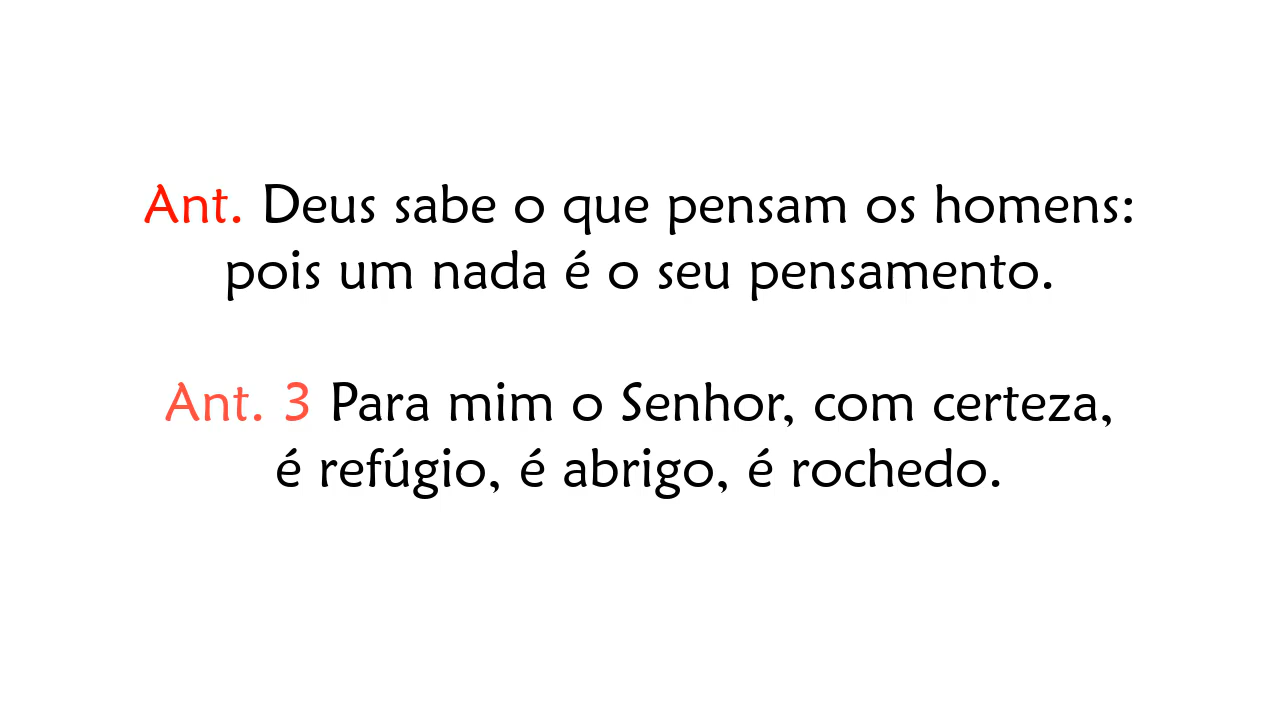 Ant. Deus sabe o que pensam os homens:
pois um nada é o seu pensamento.
Ant. 3 Para mim o Senhor, com certeza,
é refúgio, é abrigo, é rochedo.